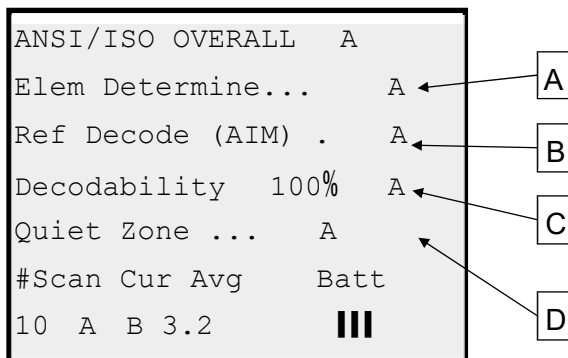 ANSI/ISO OVERALL A
Elem Determine... A
A
Ref Decode (AIM) . A
B
Decodability 100% A
C
Quiet Zone ... A
#Scan Cur Avg Batt
D
10 A B 3.2